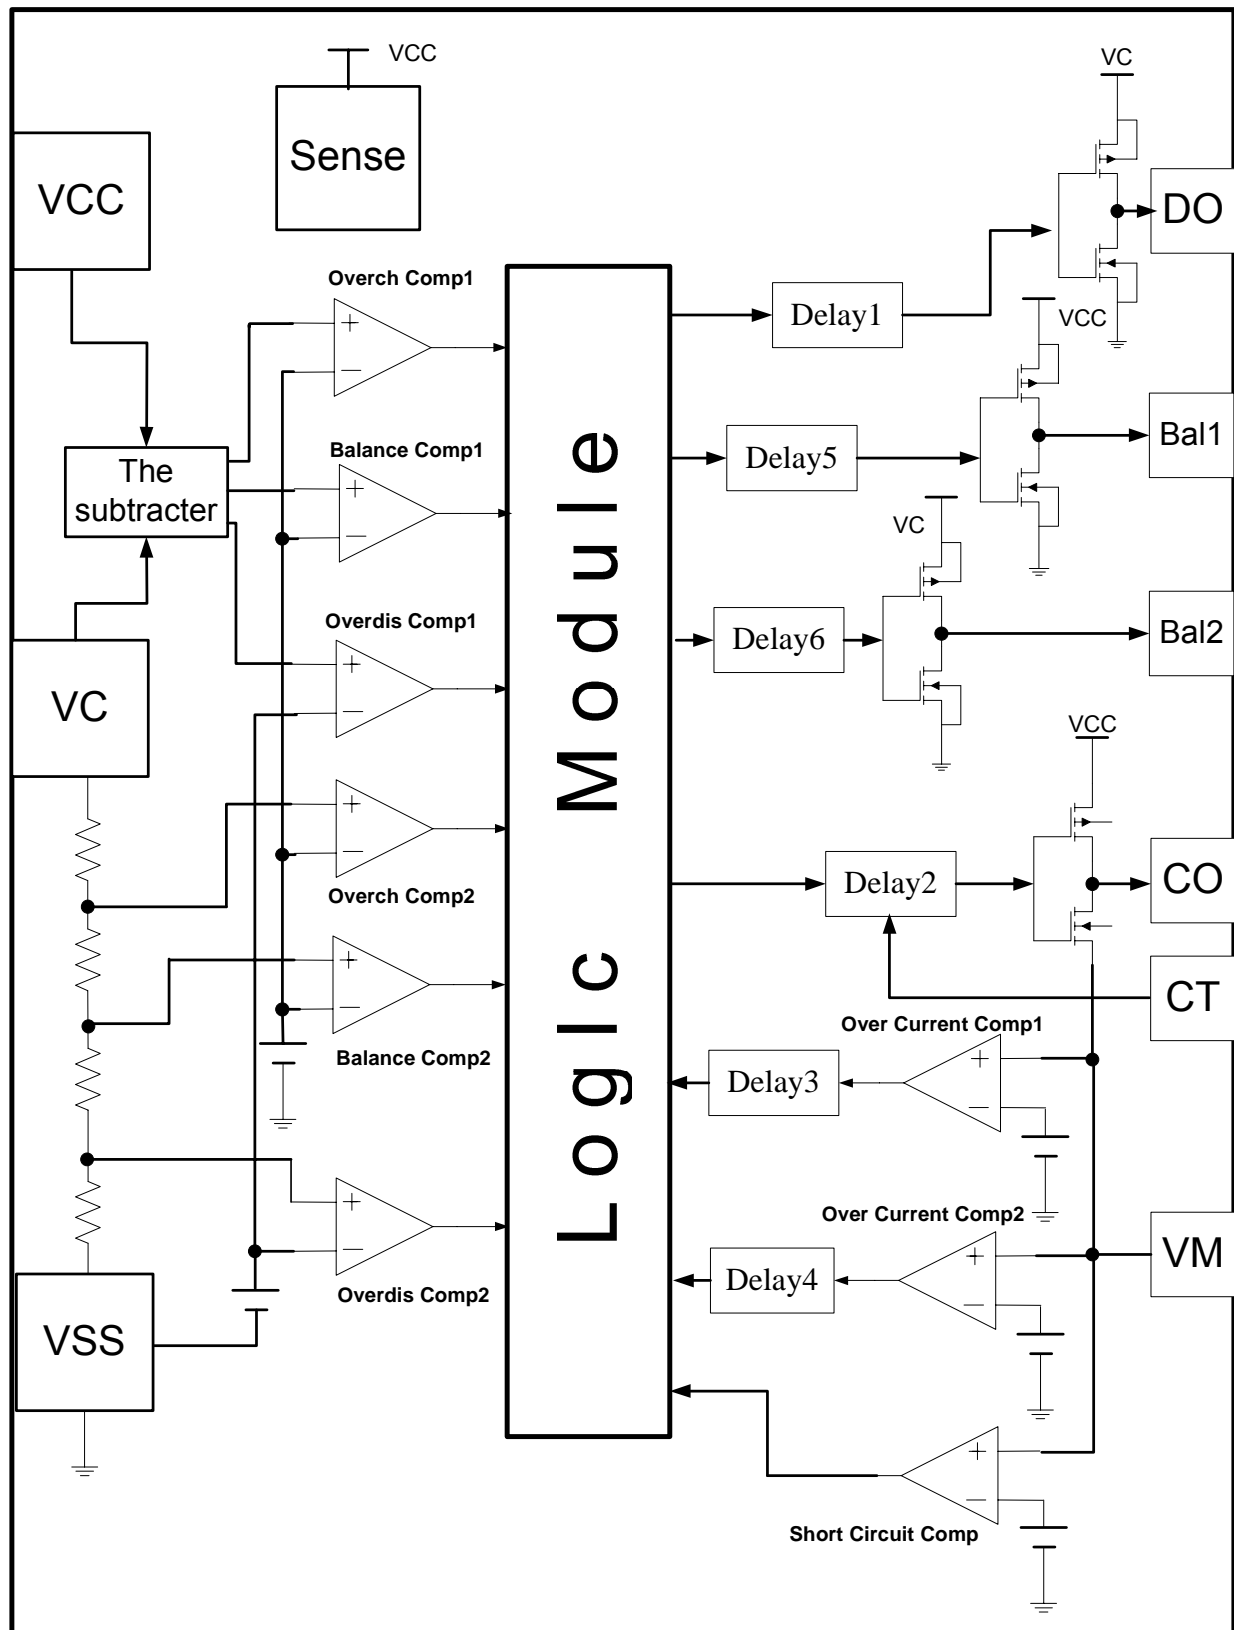 VCC
Sense
VCC
VC
DO
Overch Comp1
Delay1
VCC
Balance Comp1
The
subtracter
Delay5
Bal1
VC
Overdis Comp1
Delay6
Bal2
VC
Logic Module
VCC
Overch Comp2
Delay2
CO
CT
Balance Comp2
Over Current Comp1
Delay3
Over Current Comp2
VM
Delay4
Overdis Comp2
VSS
Short Circuit Comp